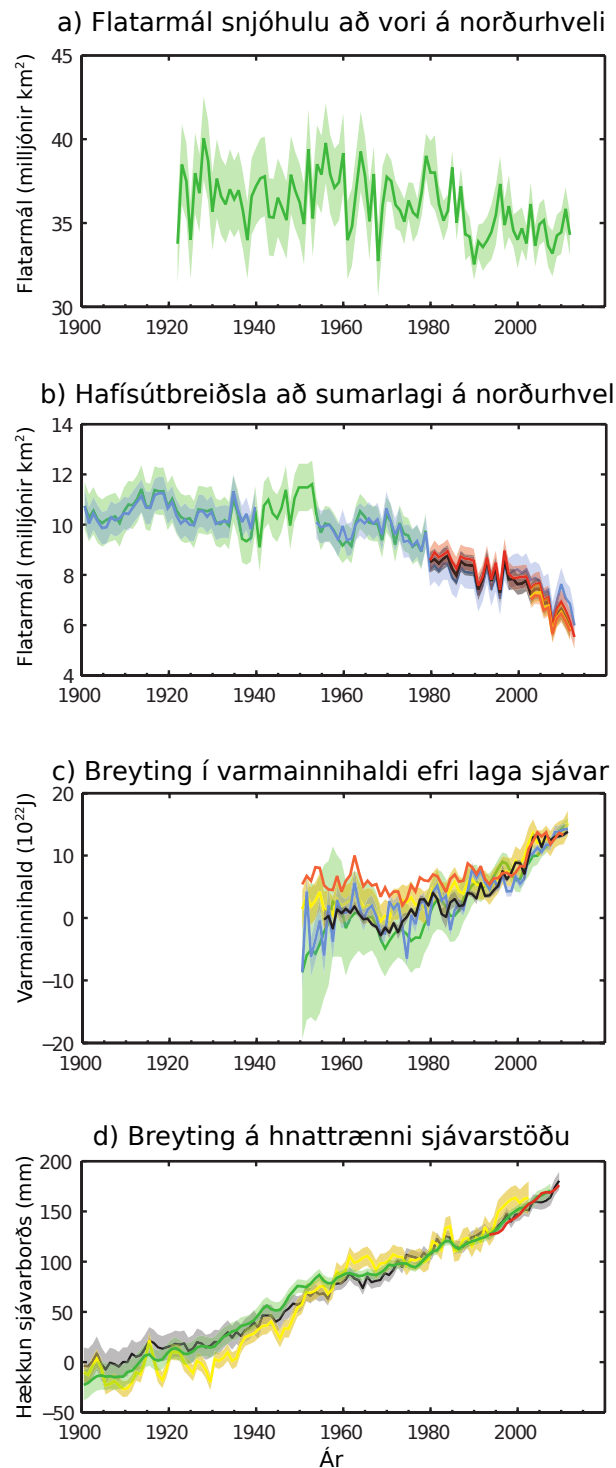 a) Flatarmál snjóhulu að vori á norðurhveli
Flatarmál (milljónir km²)
45
40
35
30
1900 1920 1940 1960 1980 2000
b) Hafísútbreiðsla að sumarlagi á norðurhvel
Flatarmál (milljónir km²)
14
12
10
8
6
4
1900 1920 1940 1960 1980 2000
c) Breyting í varmainnihaldi efri laga sjávar
Varmainnihald (10²²J)
20
10
0
−10
−20
1900 1920 1940 1960 1980 2000
d) Breyting á hnattrænni sjávarstöðu
Hækkun sjávarborðs (mm)
200
150
100
50
0
−50
1900 1920 1940 1960 1980 2000
Ár